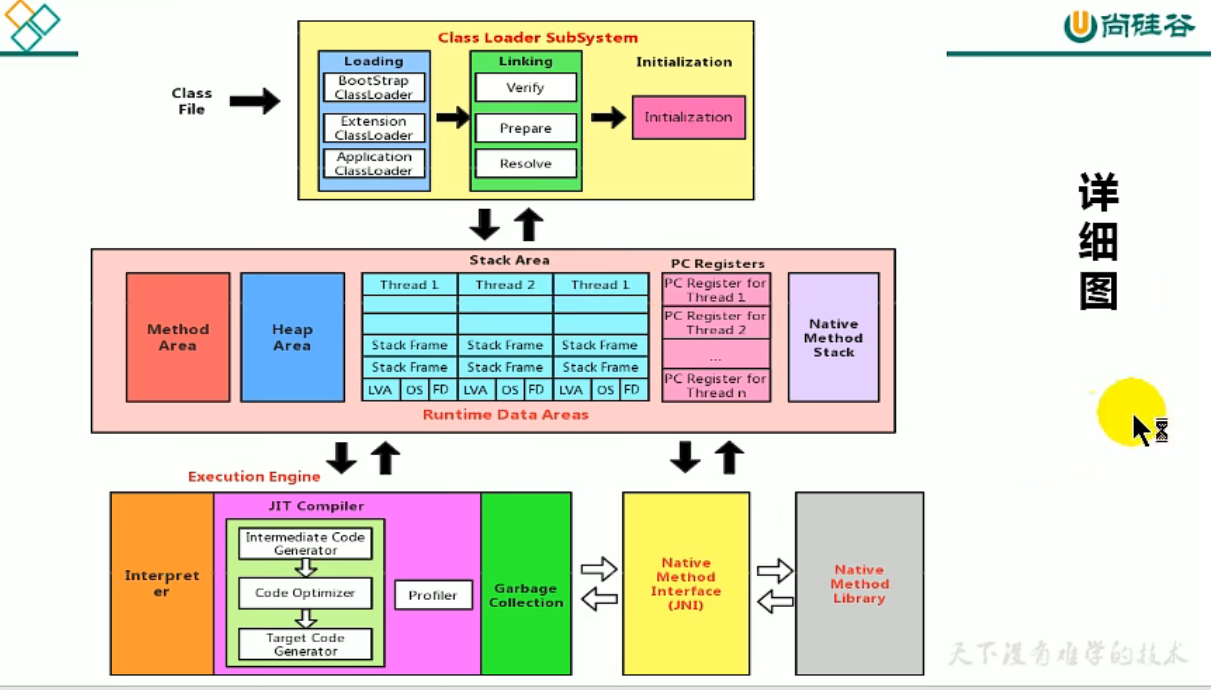 尚硅谷
Class Loader SubSystem
Class
File
Loading
BootStrap
ClassLoader
Extension
ClassLoader
Application
ClassLoader
Linking
Verify
Prepare
Resolve
Initialization
Initialization
详
细
图
Stack Area
PC Registers
Method
Area
Heap
Area
Thread 1 Thread 2 Thread 1
Stack Frame Stack Frame Stack Frame
Stack Frame Stack Frame Stack Frame
LVA OS FD LVA OS FD LVA OS FD
PC Register for
Thread 1
PC Register for
Thread 2
...
PC Register for
Thread n
Native
Method
Stack
Runtime Data Areas
Execution Engine
Interpret
er
JIT Compiler
Intermediate Code
Generator
Code Optimizer
Target Code
Generator
Profiler
Garbage
Collection
Native
Method
Interface
(JNI)
Native
Method
Library
天下没有难学的技术